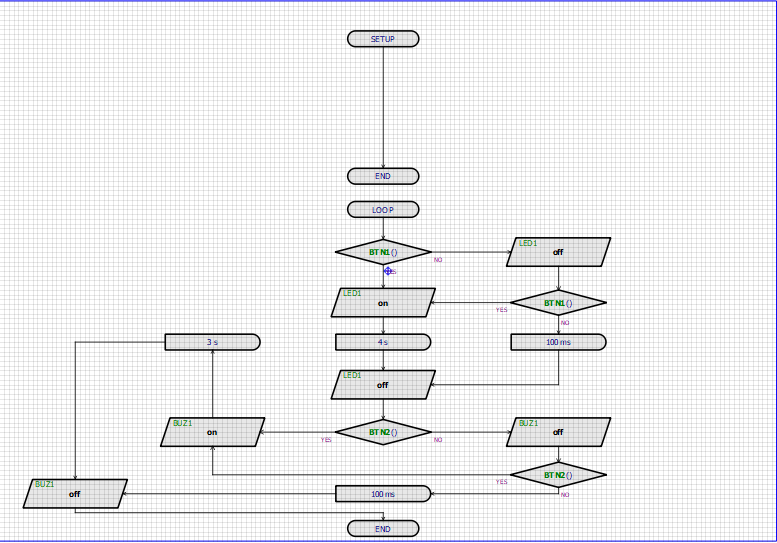 SETUP
END
LOOP
BTN1()
NO
LED1
off
YES
LED1
on
YES
BTN1()
NO
3 s
4 s
100 ms
LED1
off
BUZ1
on
YES
BTN2()
NO
BUZ1
off
YES
BTN2()
NO
BUZ1
off
100 ms
END